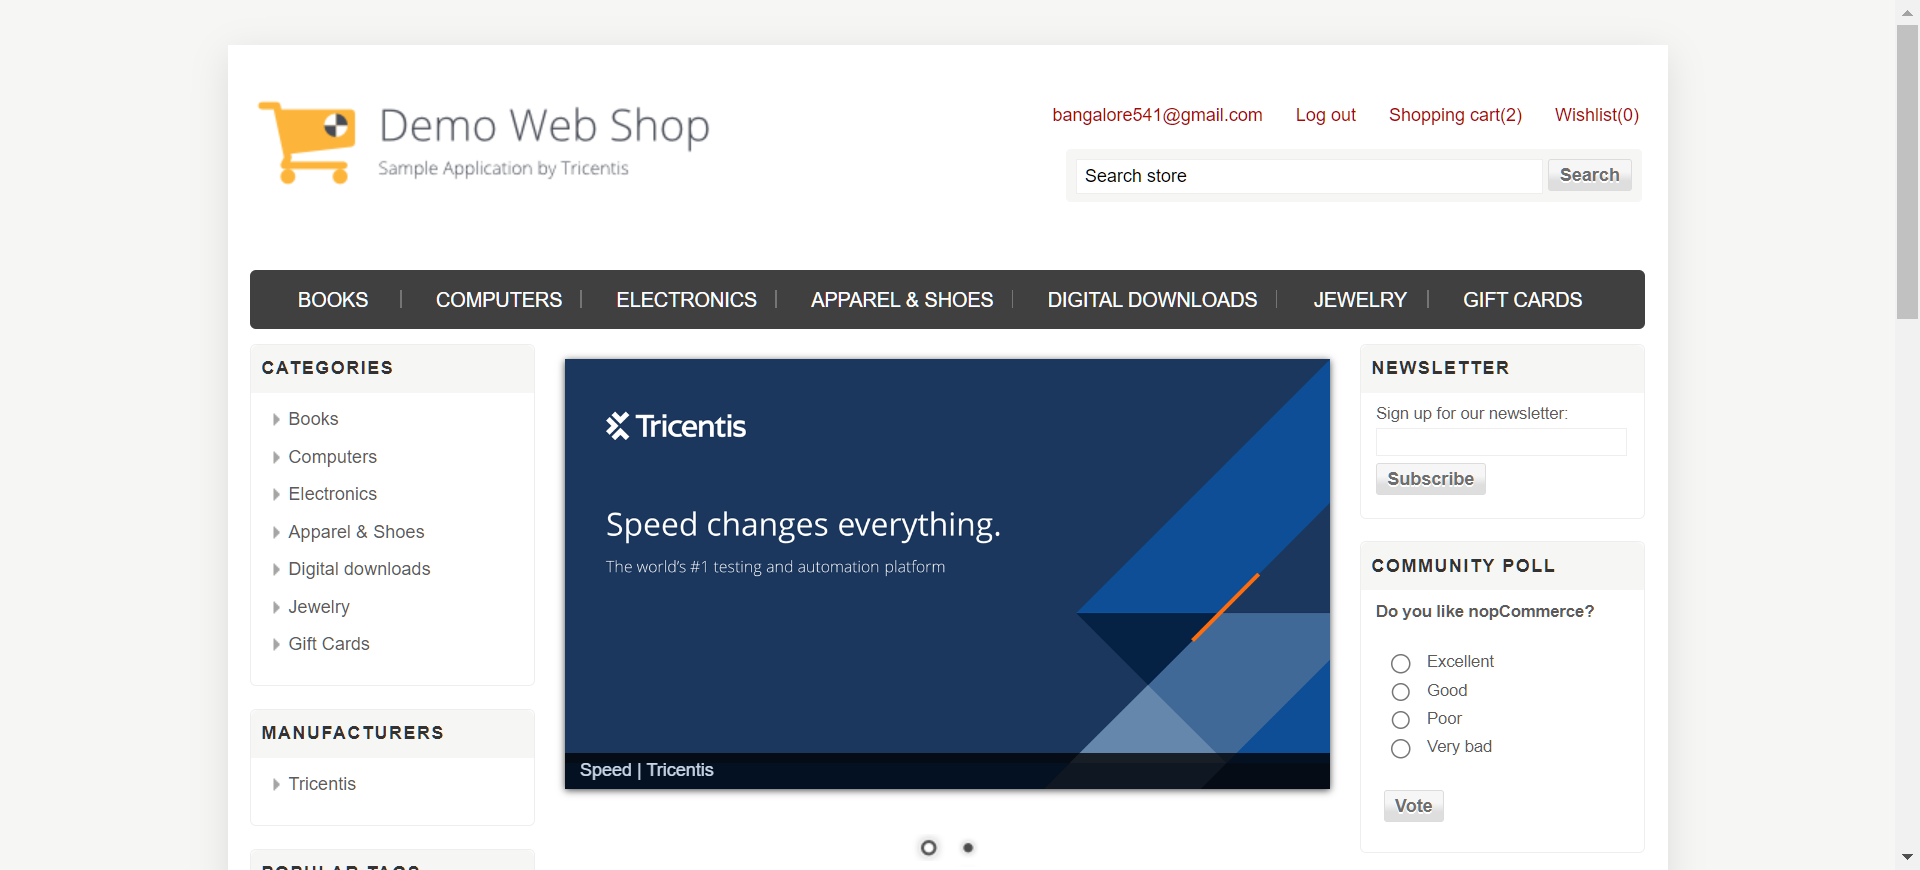 Demo Web Shop
Sample Application by Tricentis
bangalore541@gmail.com Log out Shopping cart(2) Wishlist(0)
Search store Search
BOOKS COMPUTERS ELECTRONICS APPAREL & SHOES DIGITAL DOWNLOADS JEWELRY GIFT CARDS
CATEGORIES
Books
Computers
Electronics
Apparel & Shoes
Digital downloads
Jewelry
Gift Cards
MANUFACTURERS
Tricentis
POPULAR TAGS
Tricentis
Speed changes everything.
The world's #1 testing and automation platform
Speed | Tricentis
NEWSLETTER
Sign up for our newsletter:
Subscribe
COMMUNITY POLL
Do you like nopCommerce?
Excellent
Good
Poor
Very bad
Vote